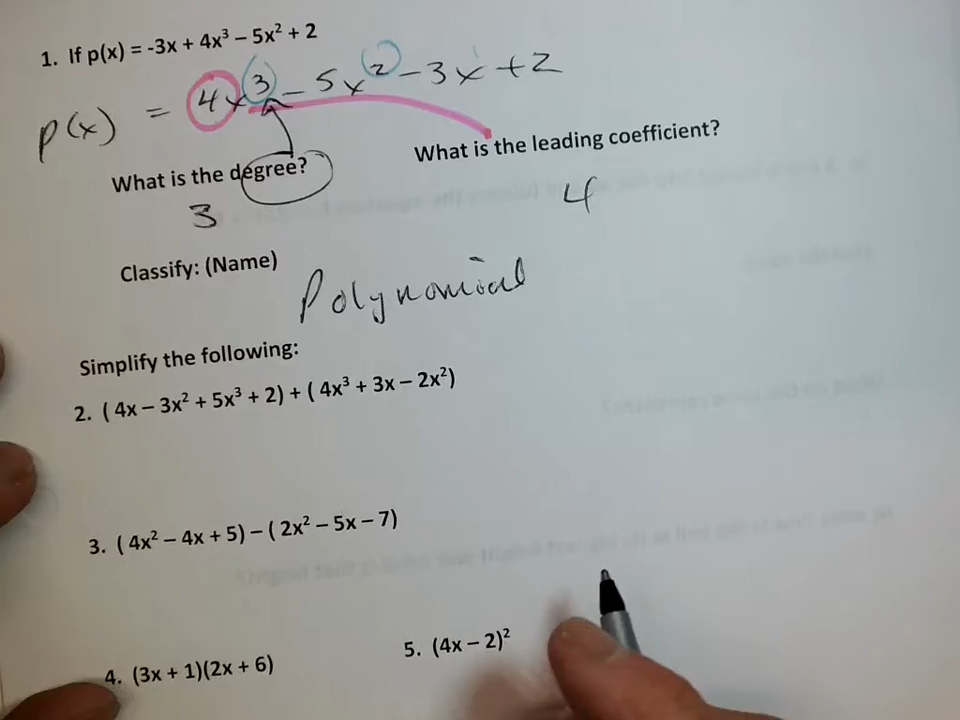 1. If p(x) = -3x + 4x³ – 5x² + 2
p(x) = 4x³ – 5x² – 3x + 2
What is the degree? What is the leading coefficient?
3 4
Classify: (Name)
Polynomial
Simplify the following:
2. ( 4x – 3x² + 5x³ + 2) + ( 4x³ + 3x – 2x²)
3. ( 4x² – 4x + 5) – ( 2x² – 5x – 7)
4. (3x + 1)(2x + 6) 5. (4x – 2)²